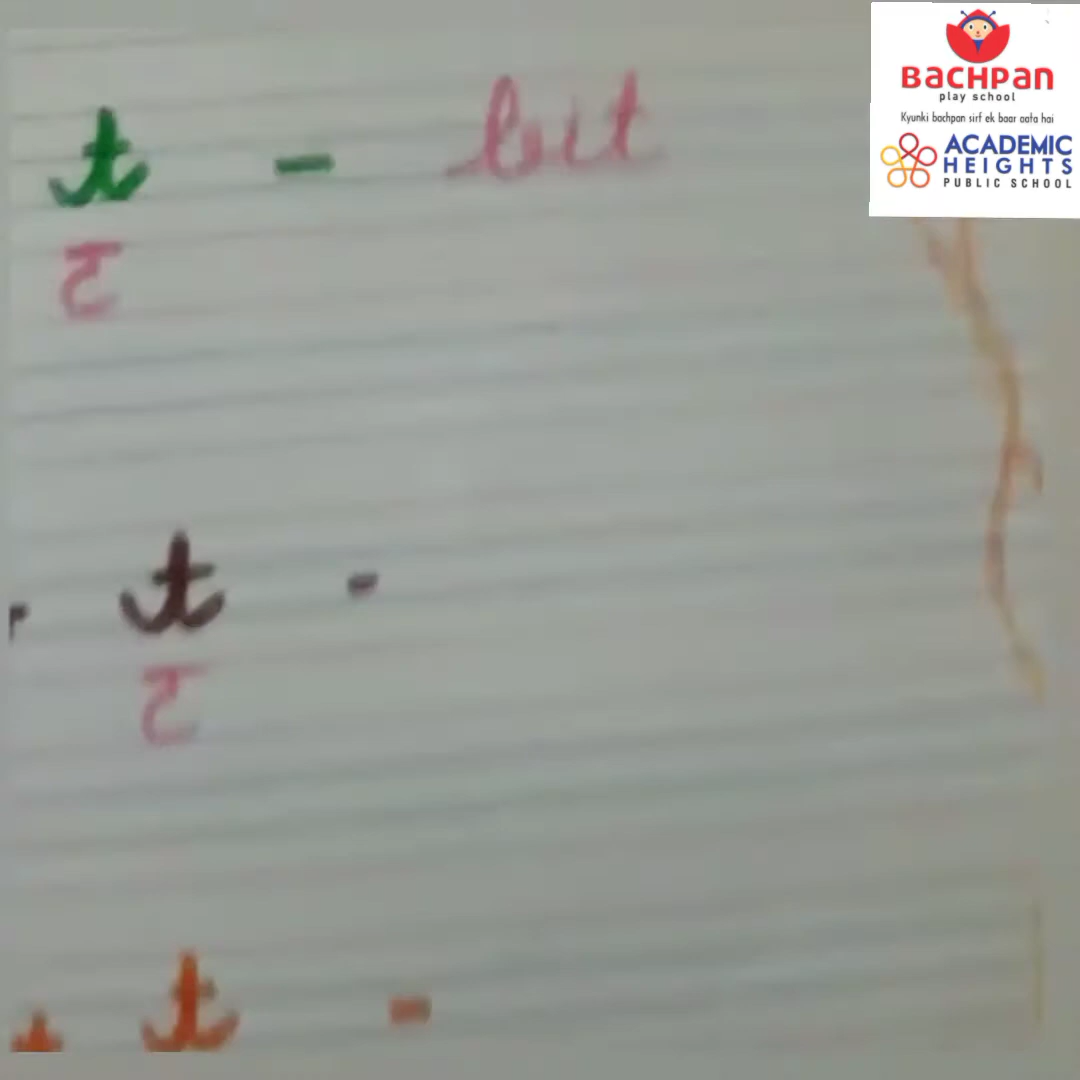 BACHPAN
play school
Kyunki bachpan sirf ek baar aata hai
ACADEMIC
HEIGHTS
PUBLIC SCHOOL
t - bit
ट
t -
ट
t -